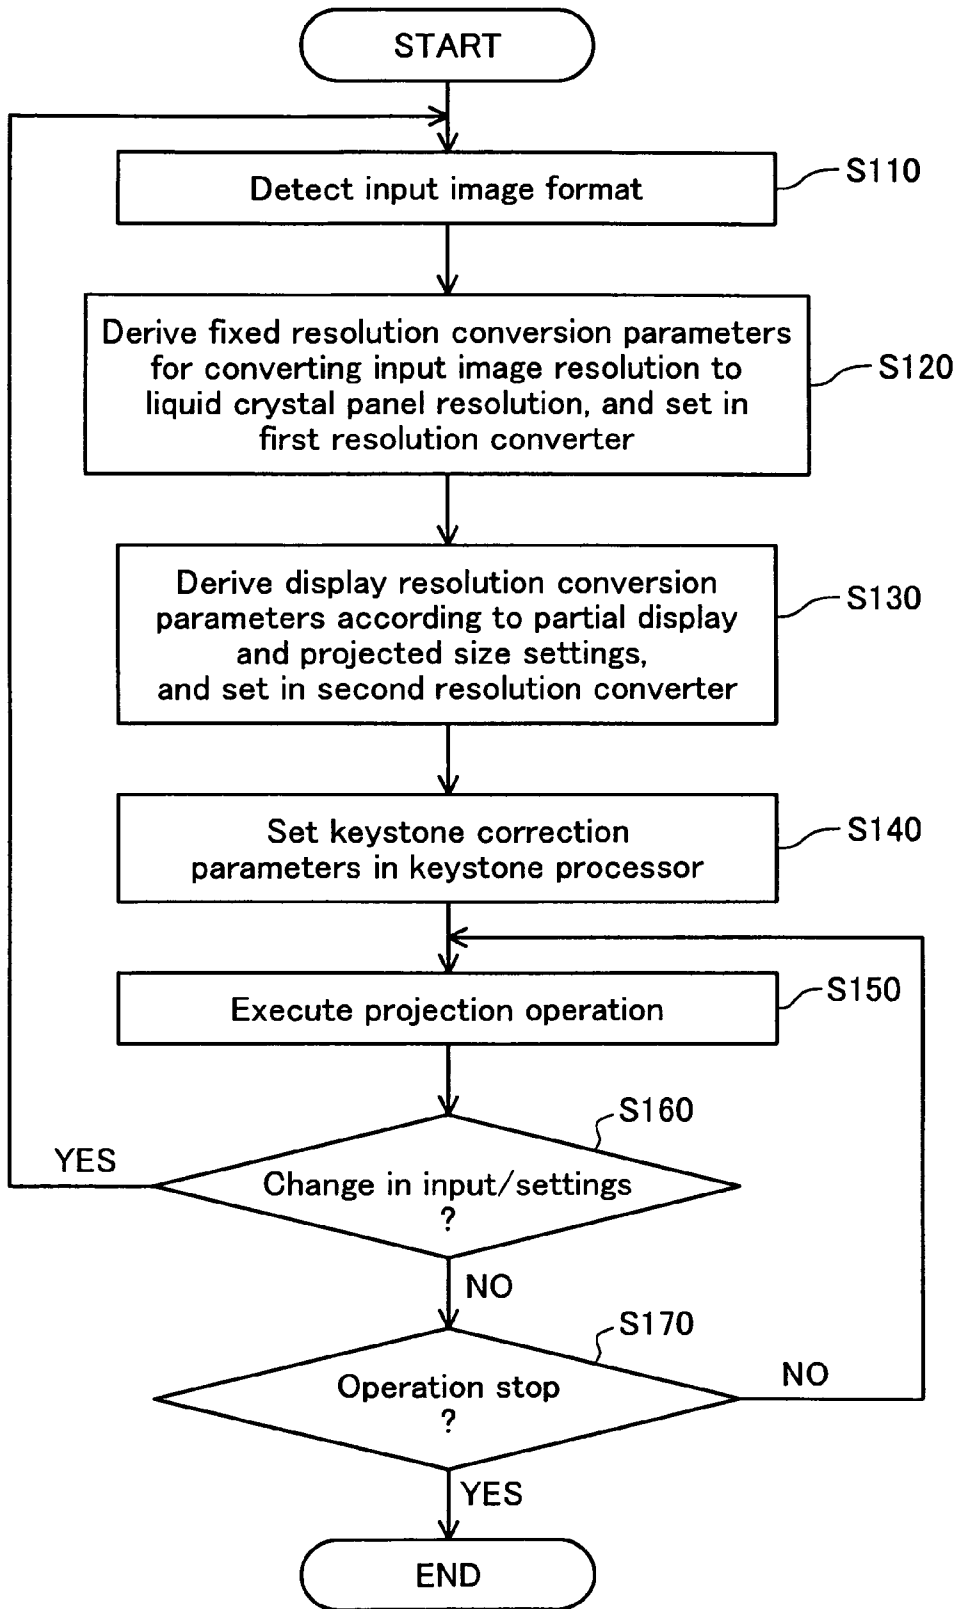 START
Detect input image format
S110
Derive fixed resolution conversion parameters
for converting input image resolution to
liquid crystal panel resolution, and set in
first resolution converter
S120
Derive display resolution conversion
parameters according to partial display
and projected size settings,
and set in second resolution converter
S130
Set keystone correction
parameters in keystone processor
S140
Execute projection operation
S150
S160
YES
Change in input/settings
?
NO
S170
Operation stop
?
NO
YES
END